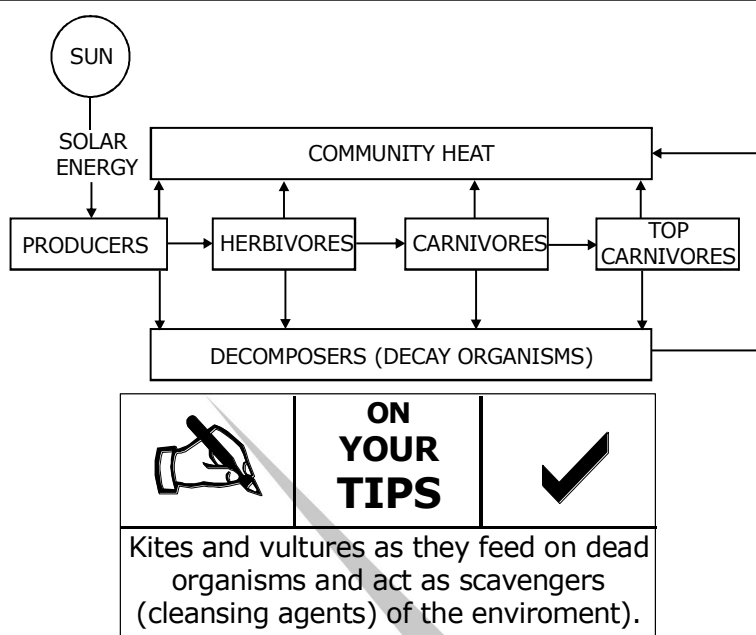 SUN
SOLAR
ENERGY
COMMUNITY HEAT
PRODUCERS
HERBIVORES
CARNIVORES
TOP
CARNIVORES
DECOMPOSERS (DECAY ORGANISMS)
ON
YOUR
TIPS
Kites and vultures as they feed on dead
organisms and act as scavengers
(cleansing agents) of the enviroment).